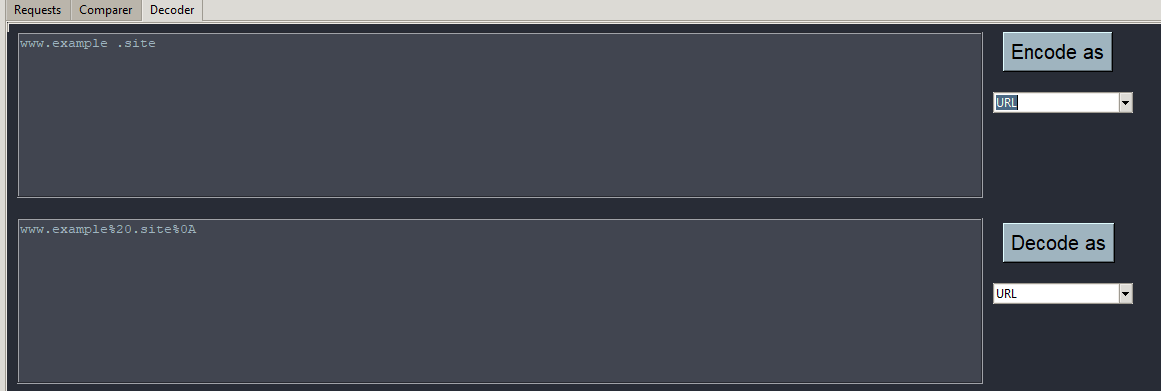 Requests Comparer Decoder
www.example .site
Encode as
URL
www.example%20.site%0A
Decode as
URL